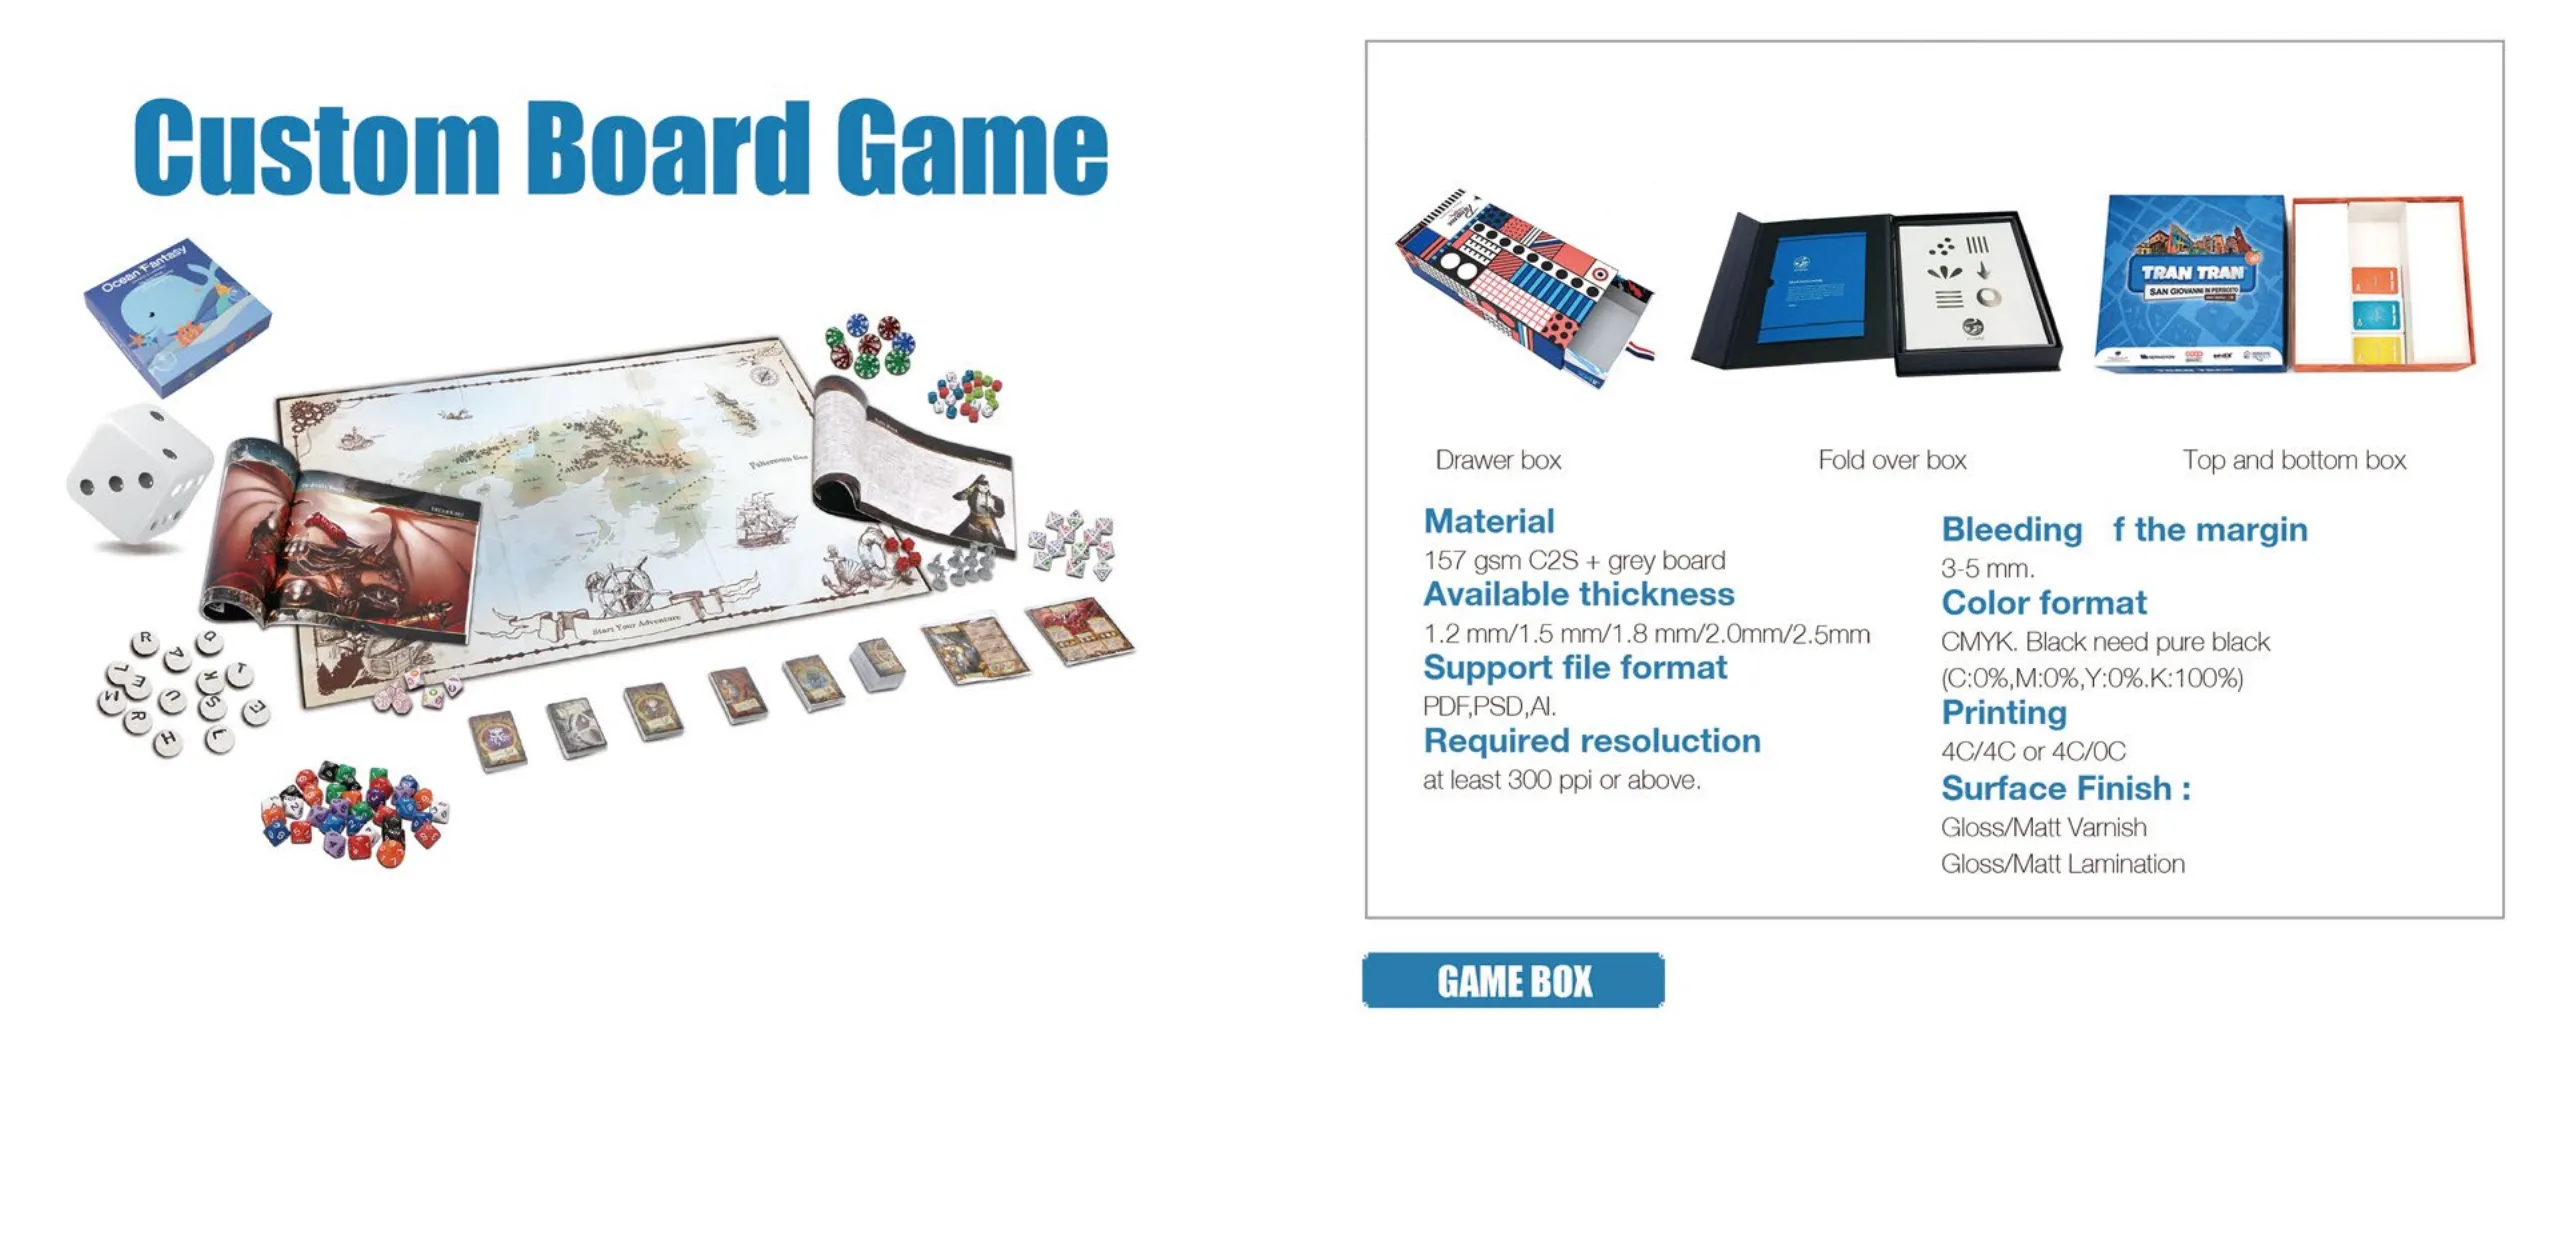 Custom Board Game
Ocean Fantasy
Start Your Adventure
R
Q
A
J
L
E
K
M
U
S
R
H
L
TRAN TRAN
SAN GIOVANNI IN PERSICETO
TRAN TRAN
Drawer box
Fold over box
Top and bottom box
Material
157 gsm C2S + grey board
Available thickness
1.2 mm/1.5 mm/1.8 mm/2.0mm/2.5mm
Support file format
PDF,PSD,AI.
Required resoluction
at least 300 ppi or above.
Bleeding f the margin
3-5 mm.
Color format
CMYK. Black need pure black
(C:0%,M:0%,Y:0%.K:100%)
Printing
4C/4C or 4C/0C
Surface Finish :
Gloss/Matt Varnish
Gloss/Matt Lamination
GAME BOX